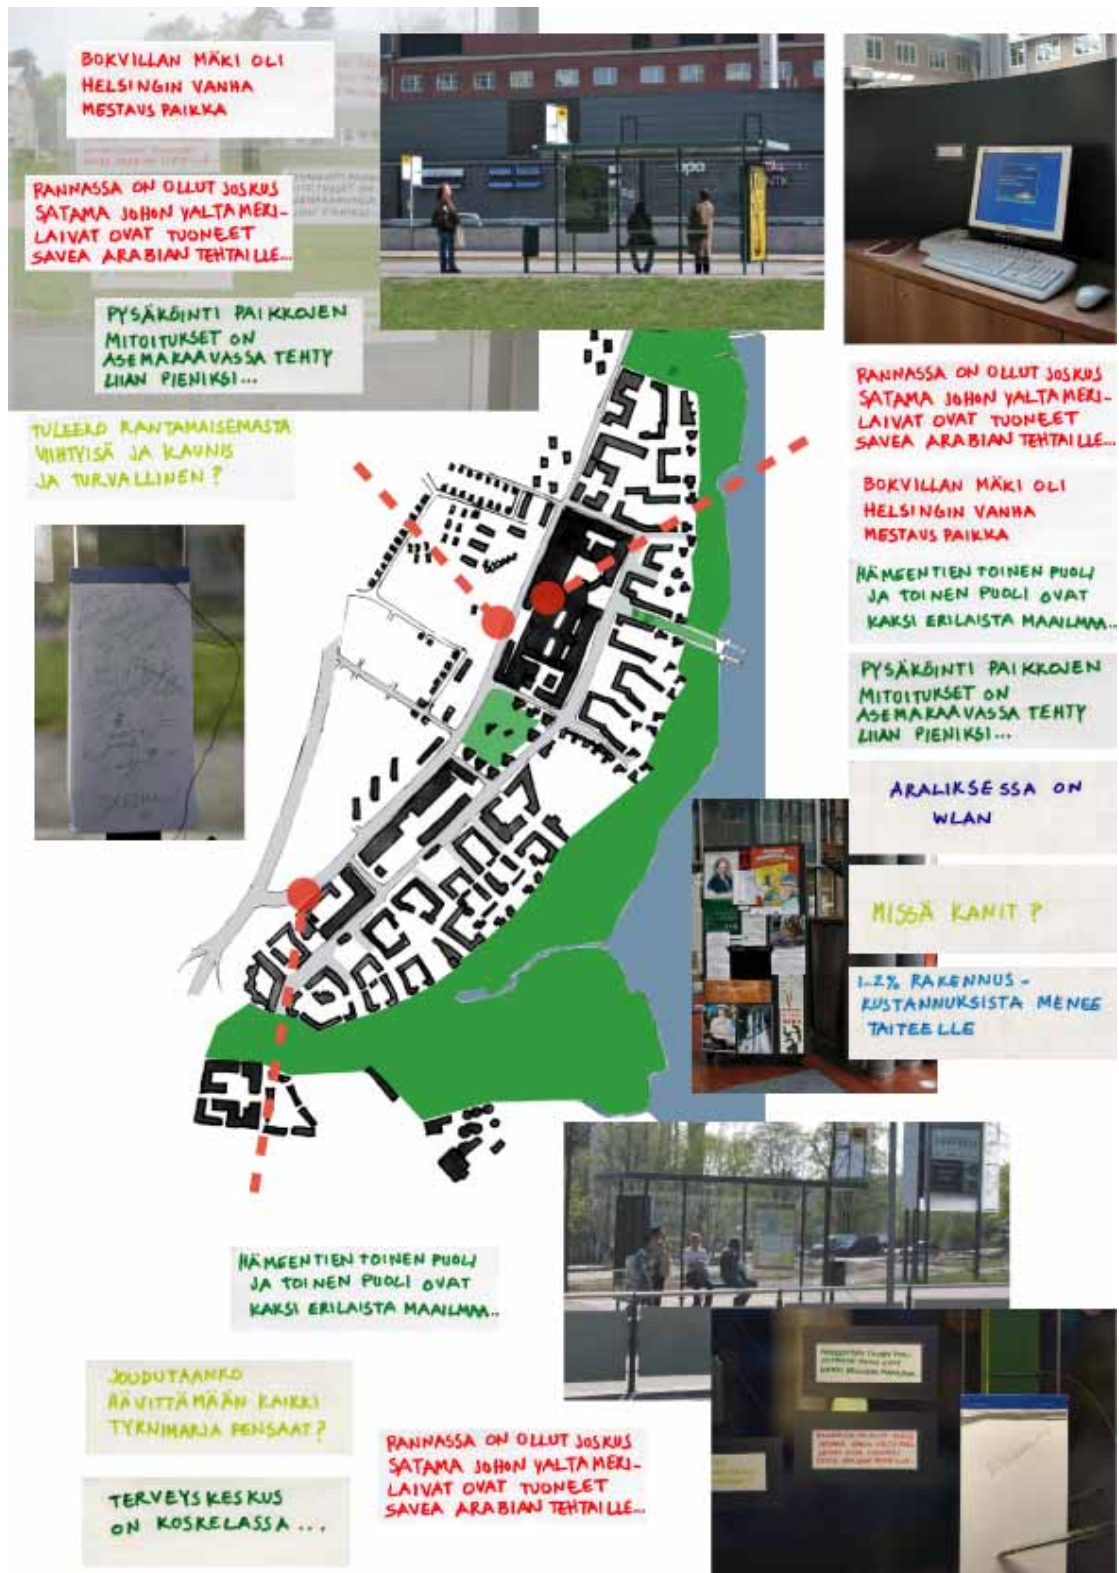 BOKVILLAN MÄKI OLI
HELSINGIN VANHA
MESTAUS PAIKKA
RANNASSA ON OLLUT JOSKUS
SATAMA JOHON VALTAMERI-
LAIVAT OVAT TUONEET
SAVEA ARABIAN TEHTAILLE...
PYSÄKÖINTI PAIKKOJEN
MITOITUKSET ON
ASEMAKAAVASSA TEHTY
LIIAN PIENIKSI...
TULEEKO RANTAMAISEMASTA
VIIHTYISÄ JA KAUNIS
JA TURVALLINEN?
RANNASSA ON OLLUT JOSKUS
SATAMA JOHON VALTAMERI-
LAIVAT OVAT TUONEET
SAVEA ARABIAN TEHTAILLE...
BOKVILLAN MÄKI OLI
HELSINGIN VANHA
MESTAUS PAIKKA
HÄMEENTIEN TOINEN PUOLI
JA TOINEN PUOLI OVAT
KAKSI ERILAISTA MAAILMAA...
PYSÄKÖINTI PAIKKOJEN
MITOITUKSET ON
ASEMAKAAVASSA TEHTY
LIIAN PIENIKSI...
ARALIKSESSA ON
WLAN
MISSÄ KANIT?
1-2% RAKENNUS-
KUSTANNUKSISTA MENEE
TAITEELLE
HÄMEENTIEN TOINEN PUOLI
JA TOINEN PUOLI OVAT
KAKSI ERILAISTA MAAILMAA..
JOUDUTAANKO
HÄVITTÄMÄÄN KAIKKI
TYRNIMARJA PENSAAT?
TERVEYSKESKUS
ON KOSKELASSA...
RANNASSA ON OLLUT JOSKUS
SATAMA JOHON VALTAMERI-
LAIVAT OVAT TUONEET
SAVEA ARABIAN TEHTAILLE...